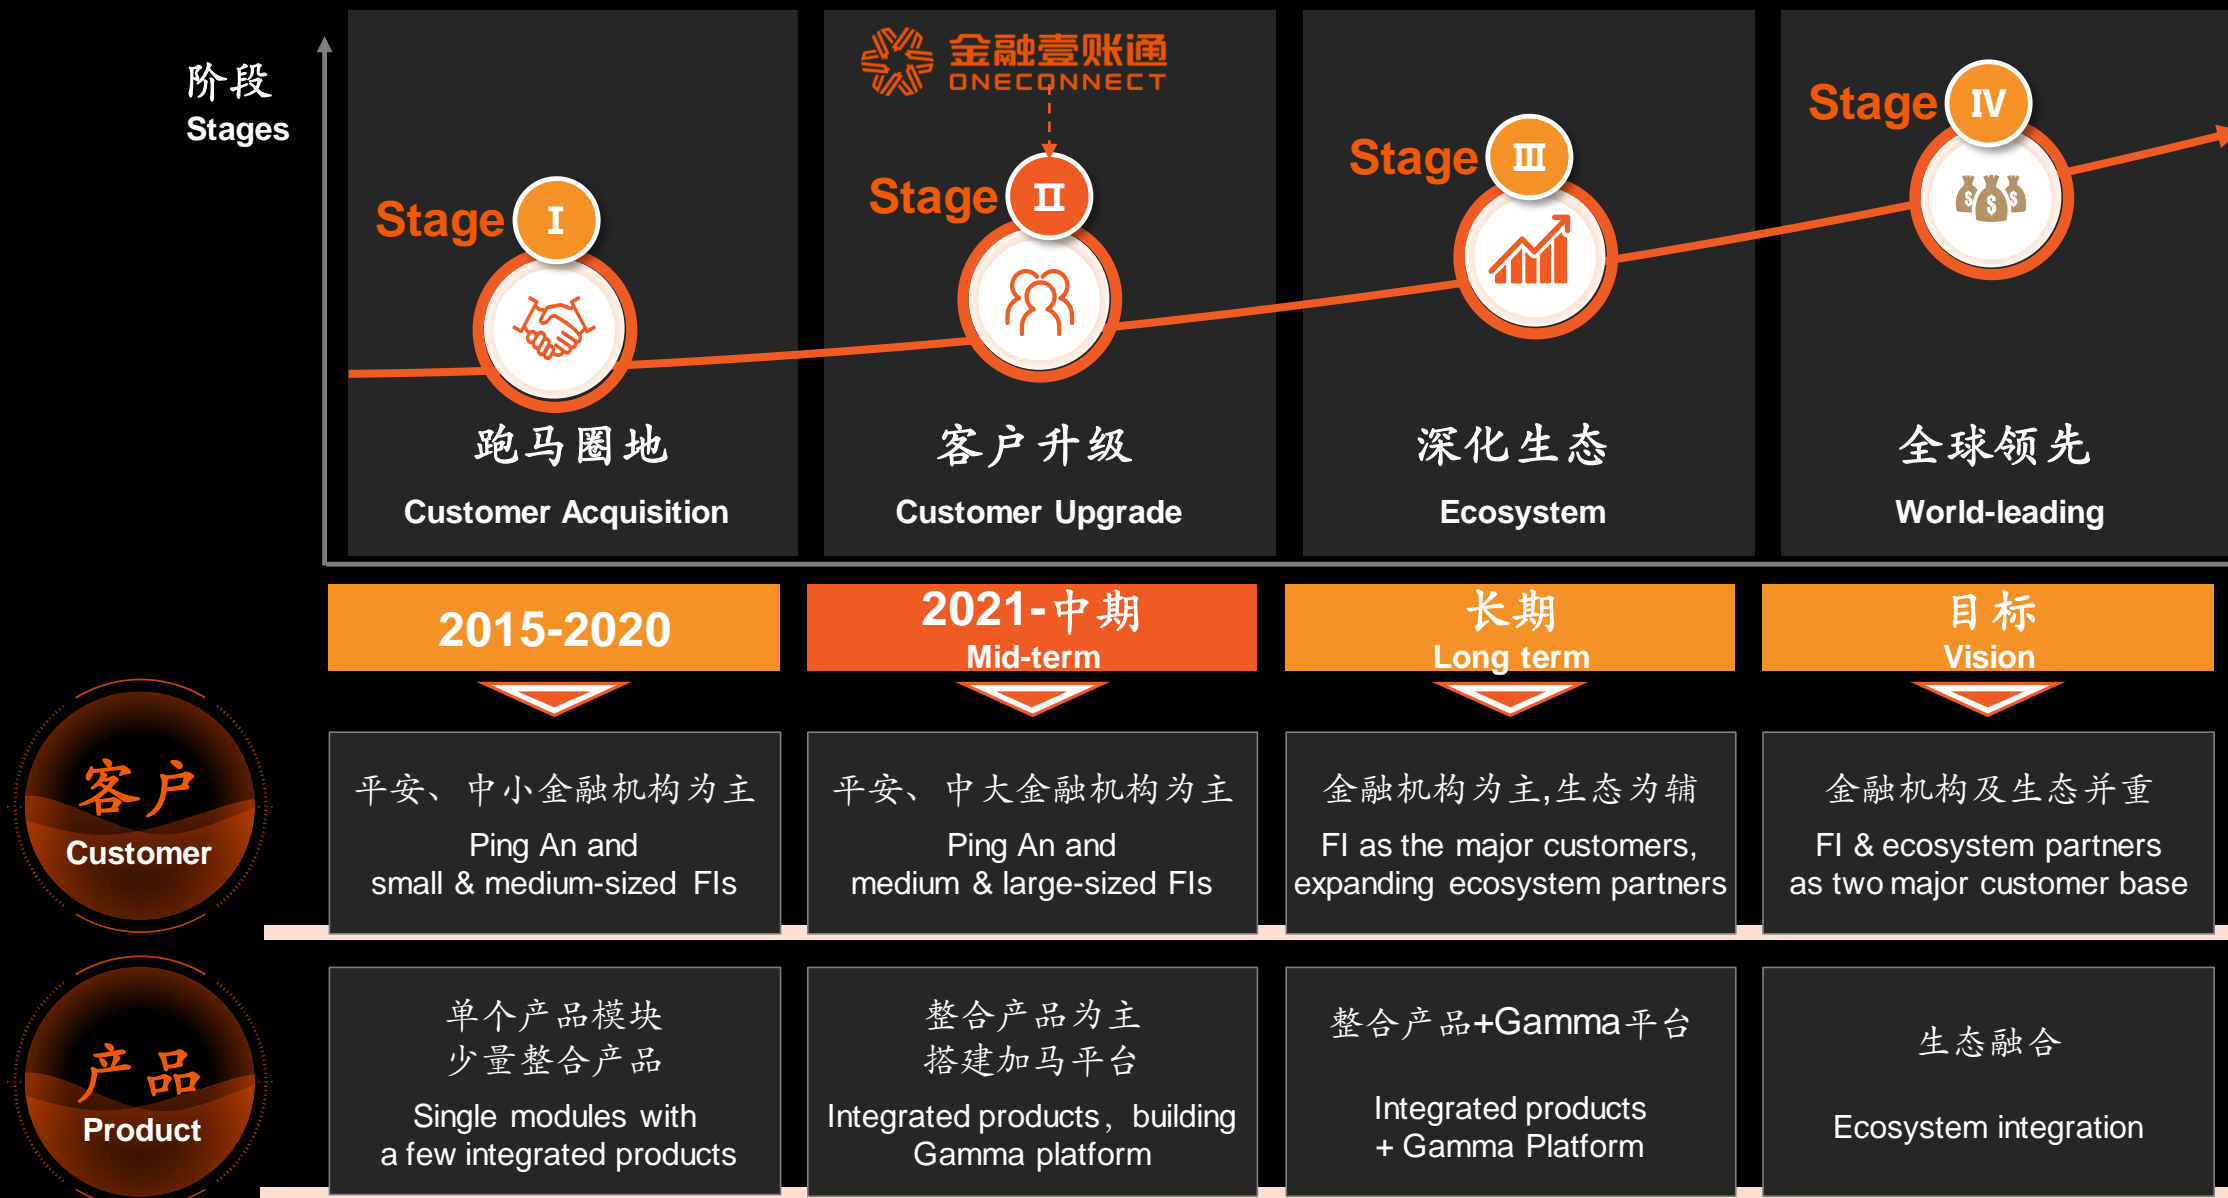 阶段
Stages
金融壹账通
ONECONNECT
Stage I
Stage II
Stage III
Stage IV
跑马圈地
Customer Acquisition
客户升级
Customer Upgrade
深化生态
Ecosystem
全球领先
World-leading
2015-2020
2021-中期
Mid-term
长期
Long term
目标
Vision
客户
Customer
平安、中小金融机构为主
Ping An and
small & medium-sized FIs
平安、中大金融机构为主
Ping An and
medium & large-sized FIs
金融机构为主,生态为辅
FI as the major customers,
expanding ecosystem partners
金融机构及生态并重
FI & ecosystem partners
as two major customer base
产品
Product
单个产品模块
少量整合产品
Single modules with
a few integrated products
整合产品为主
搭建加马平台
Integrated products，building
Gamma platform
整合产品+Gamma平台
Integrated products
+ Gamma Platform
生态融合
Ecosystem integration